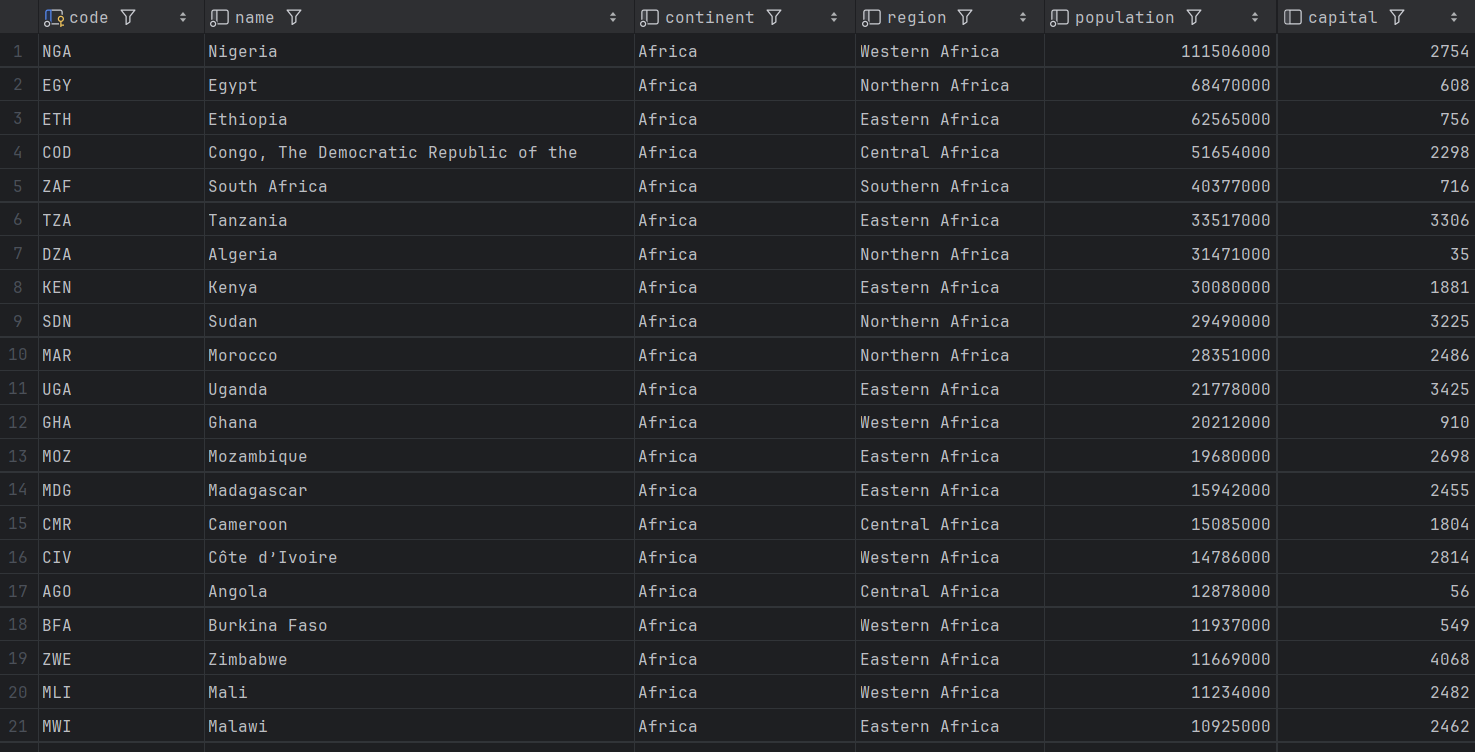 code name continent region population capital
1 NGA Nigeria Africa Western Africa 111506000 2754
2 EGY Egypt Africa Northern Africa 68470000 608
3 ETH Ethiopia Africa Eastern Africa 62565000 756
4 COD Congo, The Democratic Republic of the Africa Central Africa 51654000 2298
5 ZAF South Africa Africa Southern Africa 40377000 716
6 TZA Tanzania Africa Eastern Africa 33517000 3306
7 DZA Algeria Africa Northern Africa 31471000 35
8 KEN Kenya Africa Eastern Africa 30080000 1881
9 SDN Sudan Africa Northern Africa 29490000 3225
10 MAR Morocco Africa Northern Africa 28351000 2486
11 UGA Uganda Africa Eastern Africa 21778000 3425
12 GHA Ghana Africa Western Africa 20212000 910
13 MOZ Mozambique Africa Eastern Africa 19680000 2698
14 MDG Madagascar Africa Eastern Africa 15942000 2455
15 CMR Cameroon Africa Central Africa 15085000 1804
16 CIV Côte d’Ivoire Africa Western Africa 14786000 2814
17 AGO Angola Africa Central Africa 12878000 56
18 BFA Burkina Faso Africa Western Africa 11937000 549
19 ZWE Zimbabwe Africa Eastern Africa 11669000 4068
20 MLI Mali Africa Western Africa 11234000 2482
21 MWI Malawi Africa Eastern Africa 10925000 2462